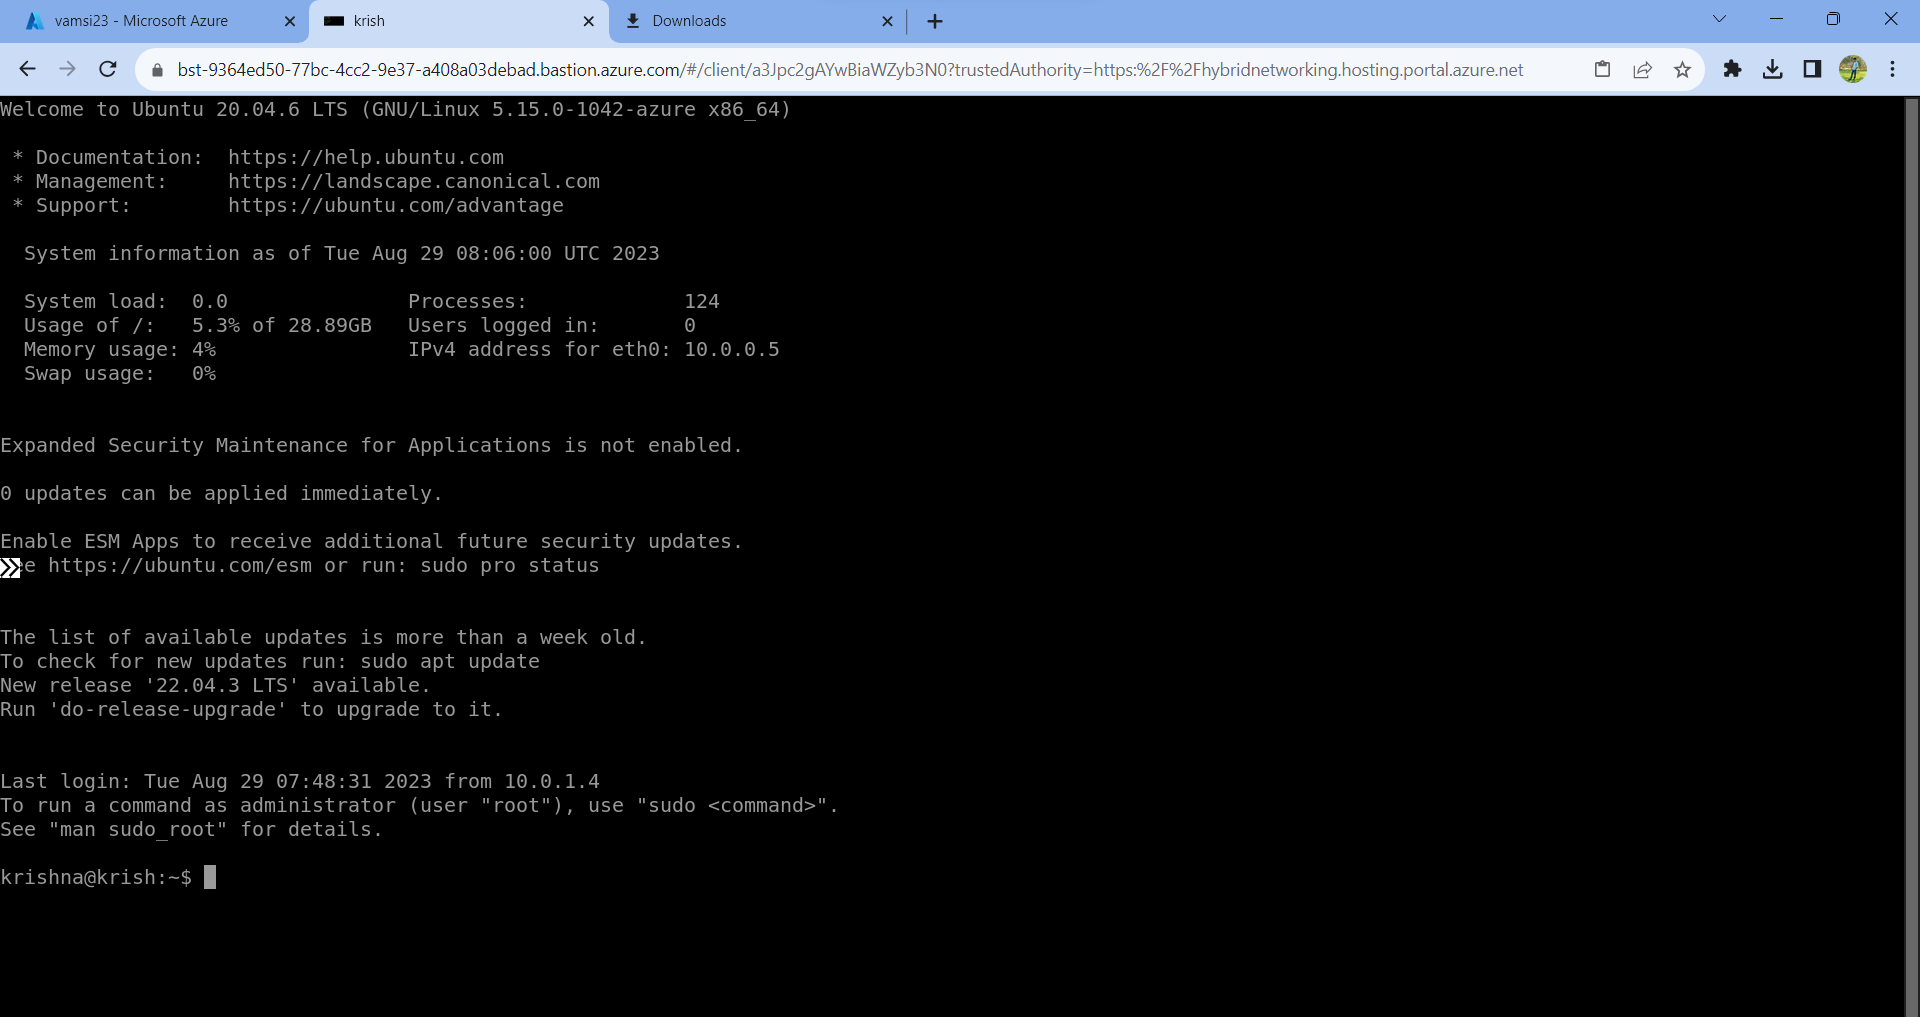 vamsi23 - Microsoft Azure
krish
Downloads
bst-9364ed50-77bc-4cc2-9e37-a408a03debad.bastion.azure.com/#/client/a3Jpc2gAYwBiaWZyb3N0?trustedAuthority=https:%2F%2Fhybridnetworking.hosting.portal.azure.net
Welcome to Ubuntu 20.04.6 LTS (GNU/Linux 5.15.0-1042-azure x86_64)
* Documentation:  https://help.ubuntu.com
* Management:     https://landscape.canonical.com
* Support:        https://ubuntu.com/advantage
System information as of Tue Aug 29 08:06:00 UTC 2023
System load:  0.0               Processes:             124
Usage of /:   5.3% of 28.89GB   Users logged in:       0
Memory usage: 4%                IPv4 address for eth0: 10.0.0.5
Swap usage:   0%
Expanded Security Maintenance for Applications is not enabled.
0 updates can be applied immediately.
Enable ESM Apps to receive additional future security updates.
e https://ubuntu.com/esm or run: sudo pro status
The list of available updates is more than a week old.
To check for new updates run: sudo apt update
New release '22.04.3 LTS' available.
Run 'do-release-upgrade' to upgrade to it.
Last login: Tue Aug 29 07:48:31 2023 from 10.0.1.4
To run a command as administrator (user "root"), use "sudo <command>".
See "man sudo_root" for details.
krishna@krish:~$